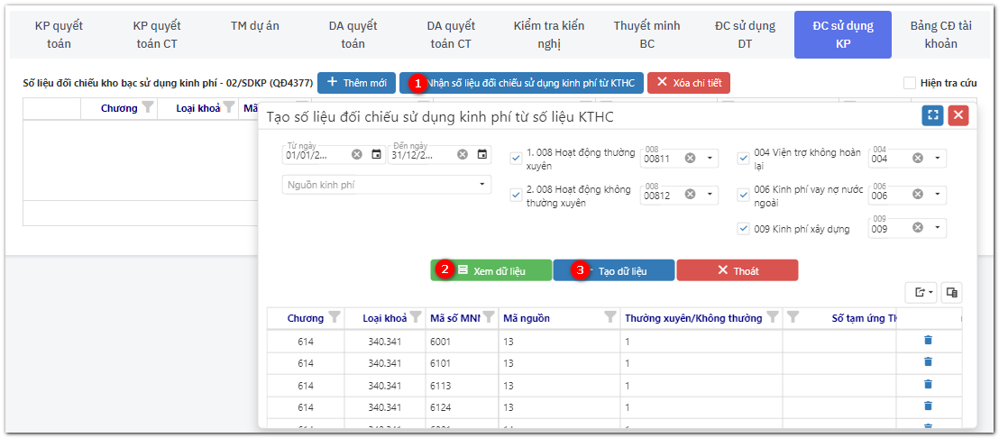 KP quyết toán
KP quyết toán CT
TM dự án
DA quyết toán
DA quyết toán CT
Kiểm tra kiến nghị
Thuyết minh BC
ĐC sử dụng DT
ĐC sử dụng KP
Bảng CĐ tài khoản
Số liệu đối chiếu kho bạc sử dụng kinh phí - 02/SDKP (QĐ4377)
Thêm mới
1
Nhận số liệu đối chiếu sử dụng kinh phí từ KTHC
Xóa chi tiết
Hiện tra cứu
Chương Loại khoả
Tạo số liệu đối chiếu sử dụng kinh phí từ số liệu KTHC
Từ ngày
01/01/2...
Đến ngày
31/12/2...
Nguồn kinh phí
1. 008 Hoạt động thường xuyên
008
00811
2. 008 Hoạt động không thường xuyên
008
00812
004 Viện trợ không hoàn lại
004
004
006 Kinh phí vay nợ nước ngoài
006
006
009 Kinh phí xây dựng
009
009
2
Xem dữ liệu
3
Tạo dữ liệu
Thoát
Chương Loại khoả Mã số MNI Mã nguồn Thường xuyên/Không thường Số tạm ứng
614 340.341 6001 13 1
614 340.341 6101 13 1
614 340.341 6113 13 1
614 340.341 6124 13 1